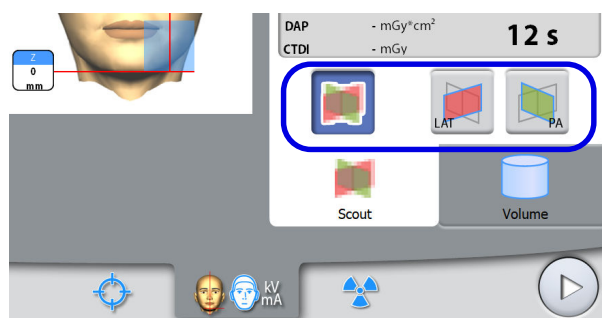 DAP - mGy*cm²
CTDI - mGy
12 s
Z
0
mm
LAT
PA
Scout
Volume
kV
mA